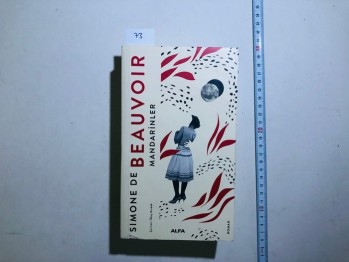 73
SIMONE DE
BEAUVOIR
MANDARİNLER
ALFA
ROMAN